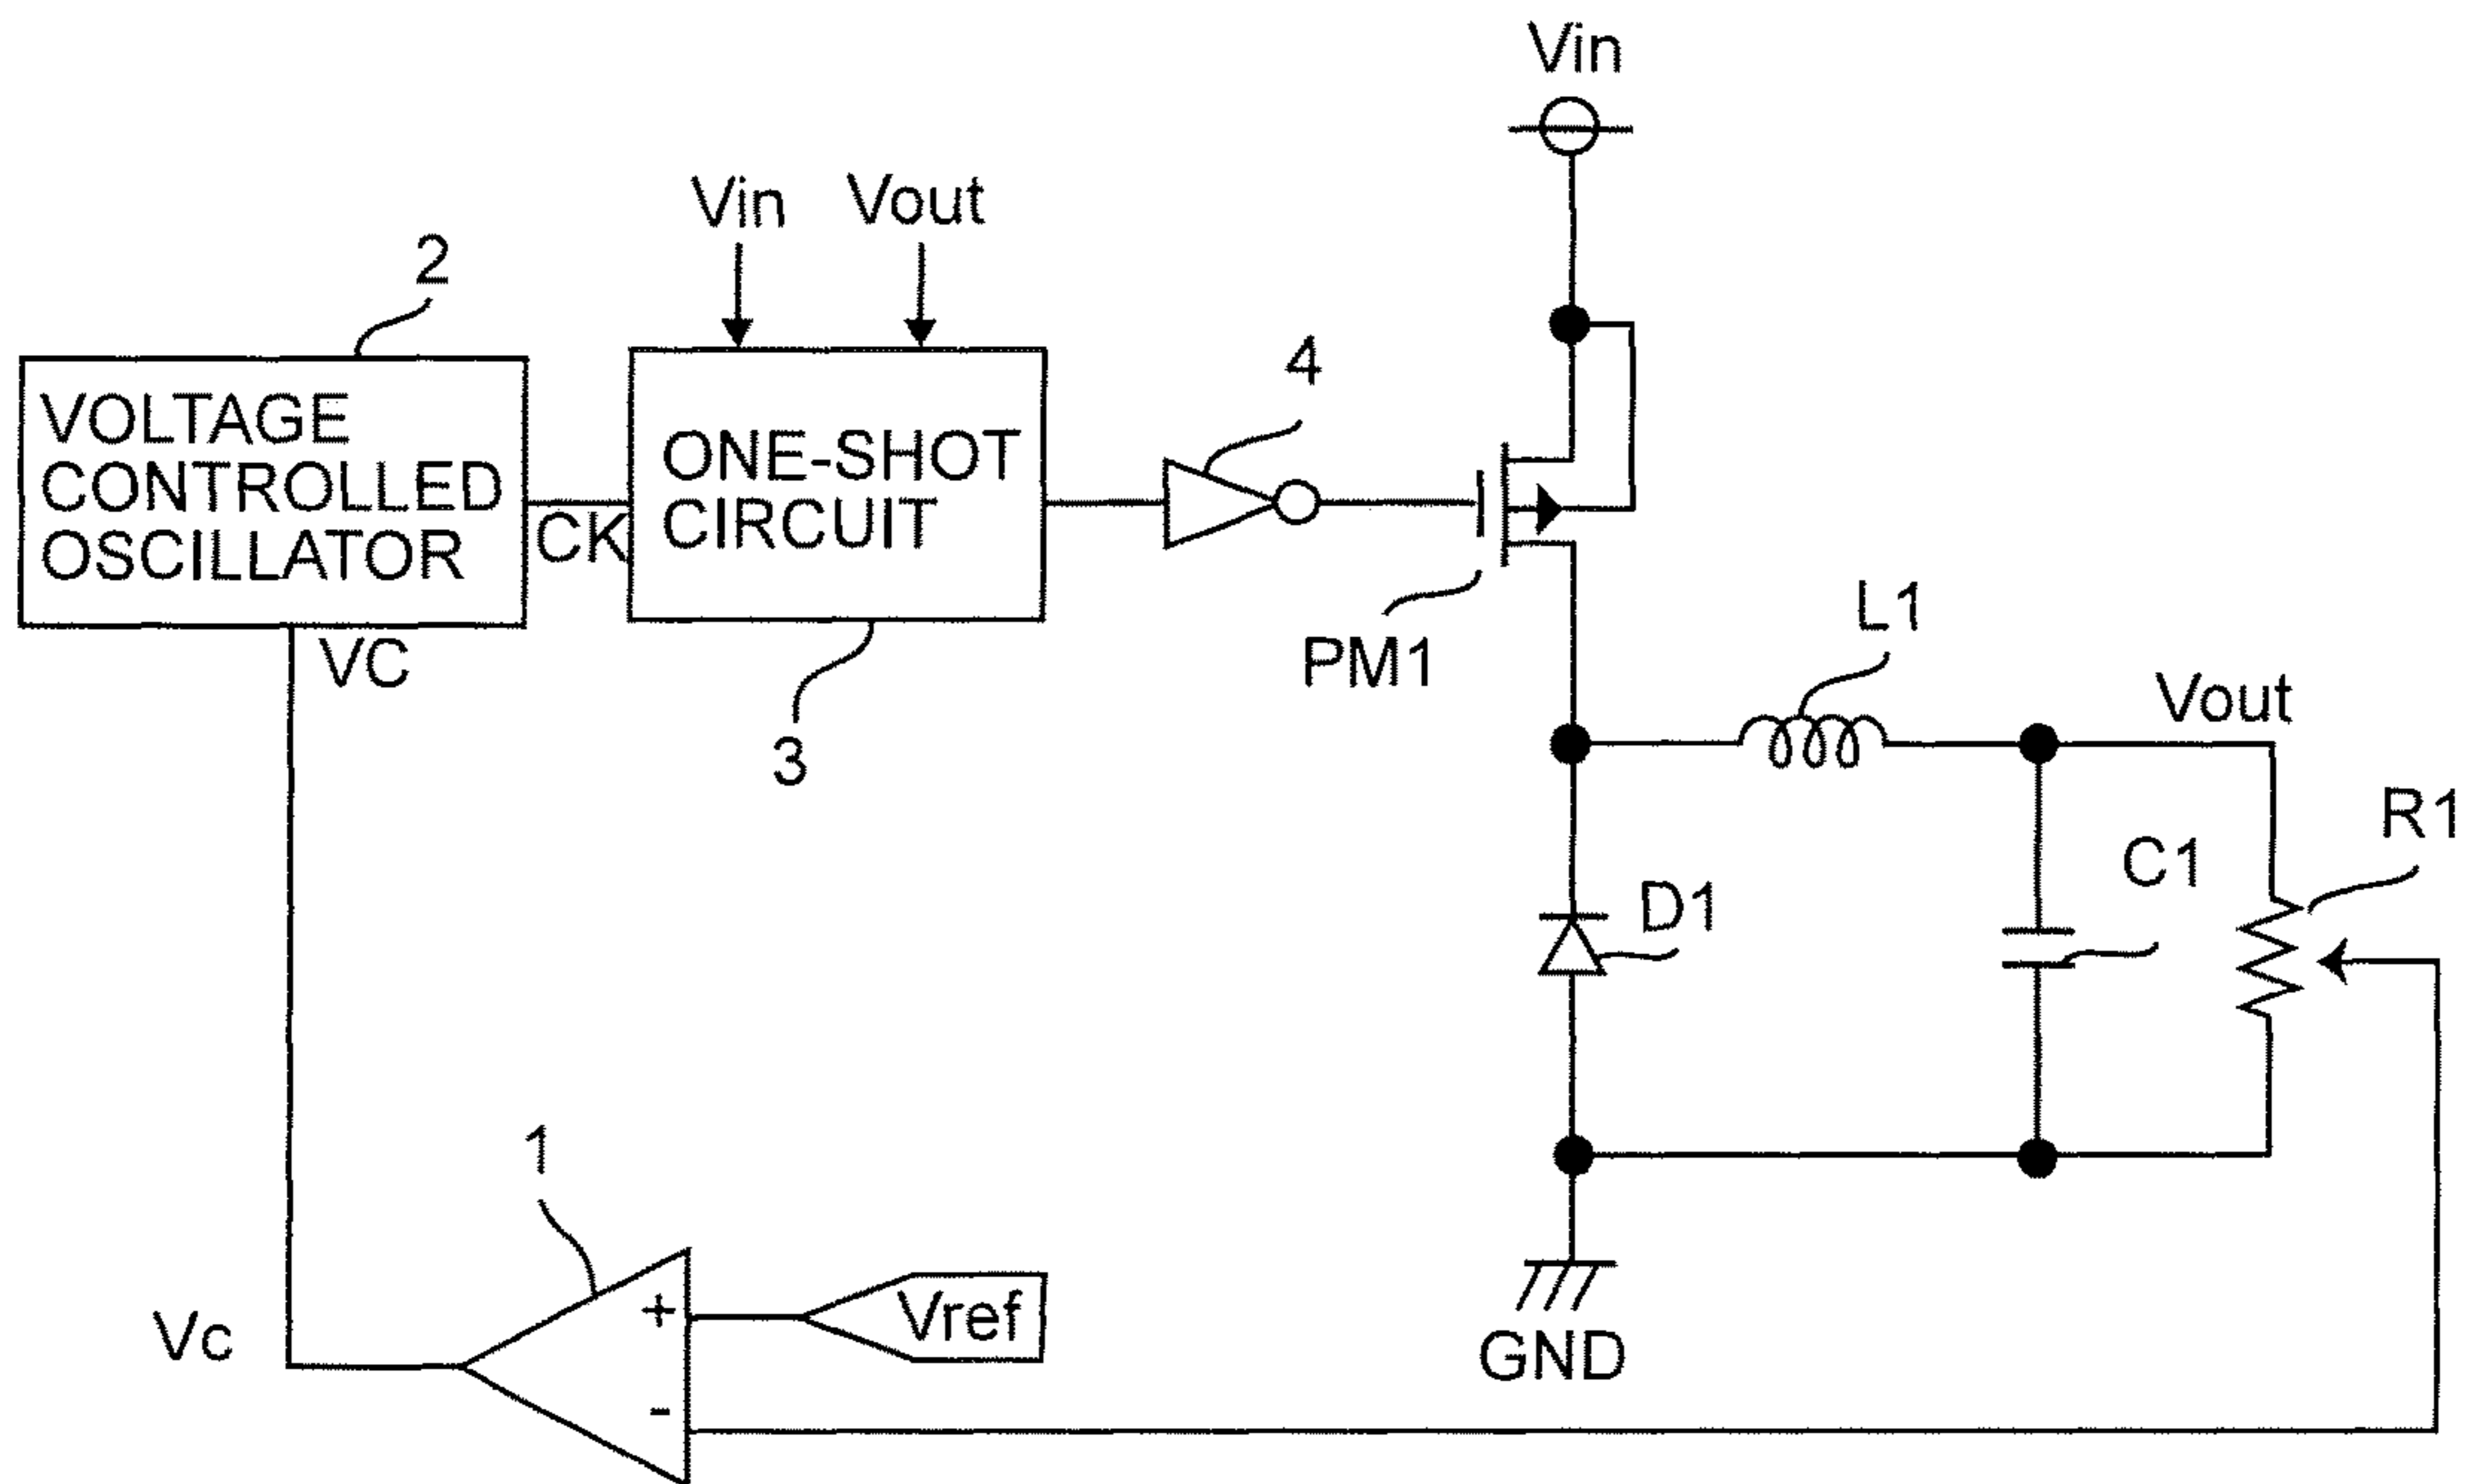 Vin
Vin
Vout
2
VOLTAGE
CONTROLLED
OSCILLATOR
CK
ONE-SHOT
CIRCUIT
4
VC
3
PM1
L1
Vout
R1
C1
D1
1
Vc
+
-
Vref
GND